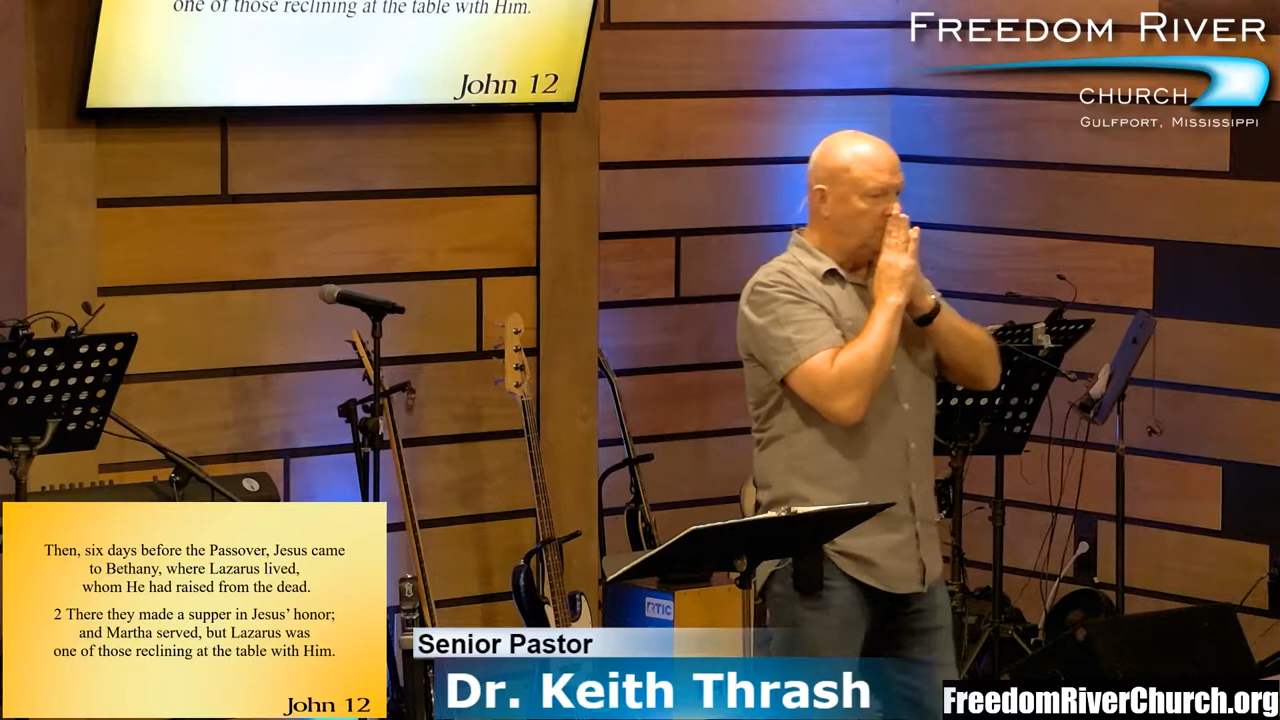 one of those reclining at the table with Him.
John 12
FREEDOM RIVER
CHURCH
GULFPORT, MISSISSIPPI
Then, six days before the Passover, Jesus came
to Bethany, where Lazarus lived,
whom He had raised from the dead.
2 There they made a supper in Jesus’ honor;
and Martha served, but Lazarus was
one of those reclining at the table with Him.
John 12
RTIC
Senior Pastor
Dr. Keith Thrash
FreedomRiverChurch.org